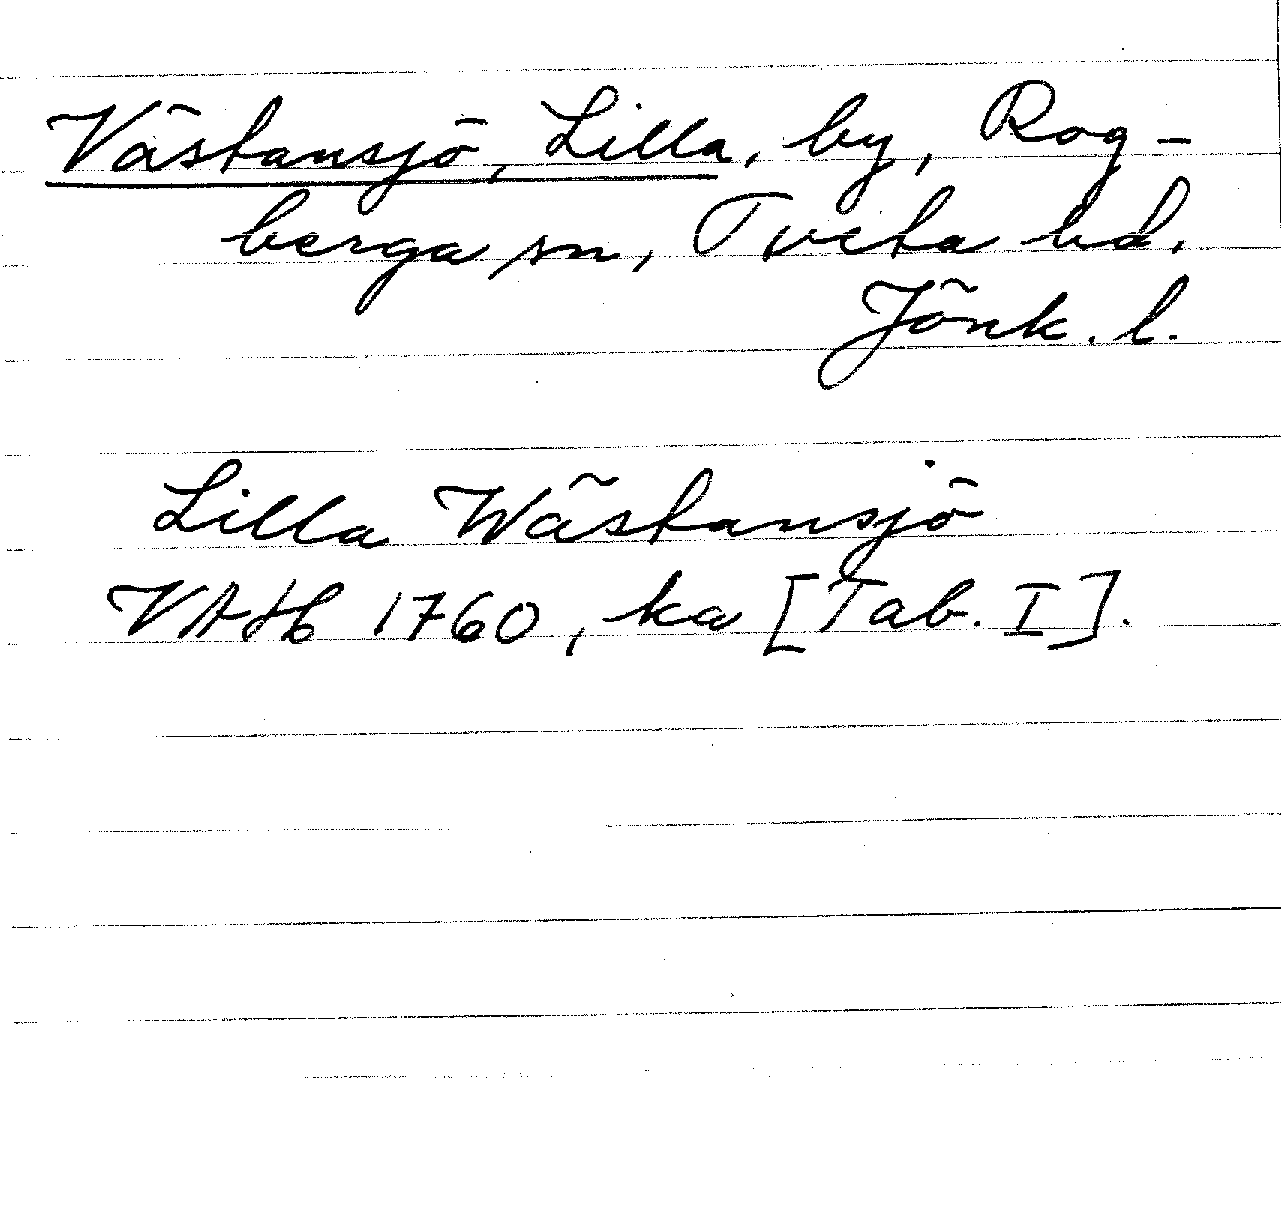 Västansjö, Lilla, by, Rog-
berga sn, Tveta hd.
Jönk. l.
Lilla Wästansjö
VAH 1760, ka [Tab. I].